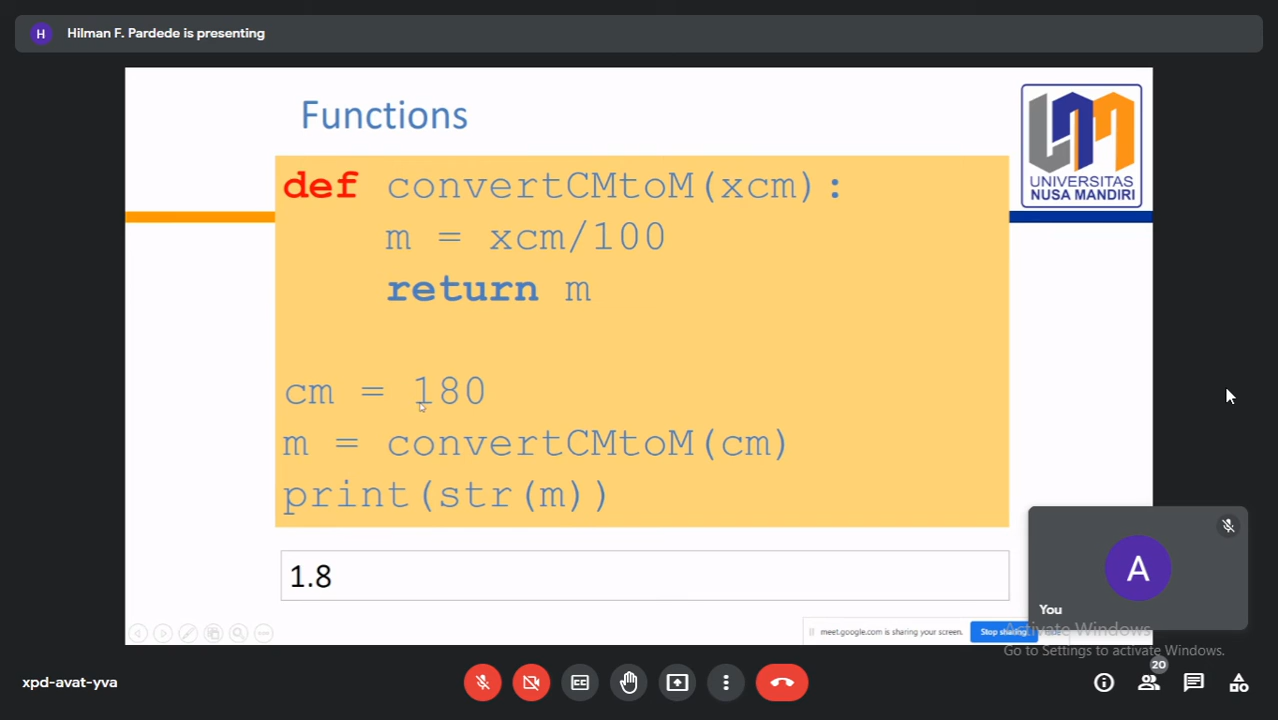 H
Hilman F. Pardede is presenting
Functions
UNIVERSITAS
NUSA MANDIRI
def convertCMtoM(xcm):
m = xcm/100
return m
cm = 180
m = convertCMtoM(cm)
print(str(m))
1.8
A
You
meet.google.com is sharing your screen.
Stop sharing
Activate Windows
Go to Settings to activate Windows.
xpd-avat-yva
CC
20